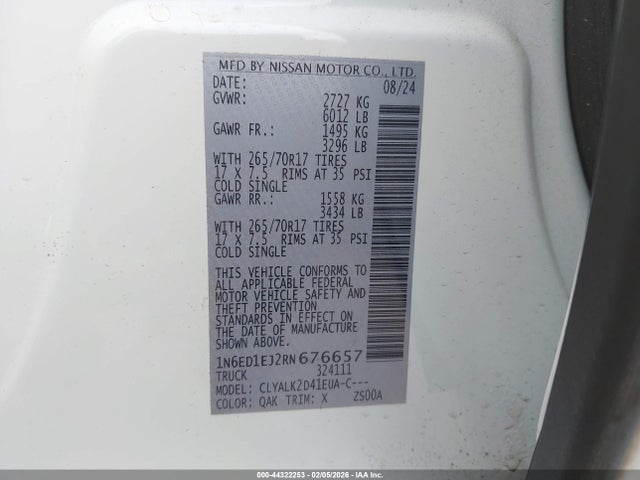 MFD BY NISSAN MOTOR CO., LTD.
DATE: 08/24
GVWR: 2727 KG
6012 LB
GAWR FR.: 1495 KG
3296 LB
WITH 265/70R17 TIRES
17 X 7.5 RIMS AT 35 PSI
COLD SINGLE
GAWR RR.: 1558 KG
3434 LB
WITH 265/70R17 TIRES
17 X 7.5 RIMS AT 35 PSI
COLD SINGLE
THIS VEHICLE CONFORMS TO
ALL APPLICABLE FEDERAL
MOTOR VEHICLE SAFETY AND
THEFT PREVENTION
STANDARDS IN EFFECT ON
THE DATE OF MANUFACTURE
SHOWN ABOVE.
1N6ED1EJ2RN676657
TRUCK 324111
MODEL: CLYALK2D41EUA-C---
COLOR: QAK TRIM: X ZS00A
000-44322253 - 02/05/2026 - IAA Inc.